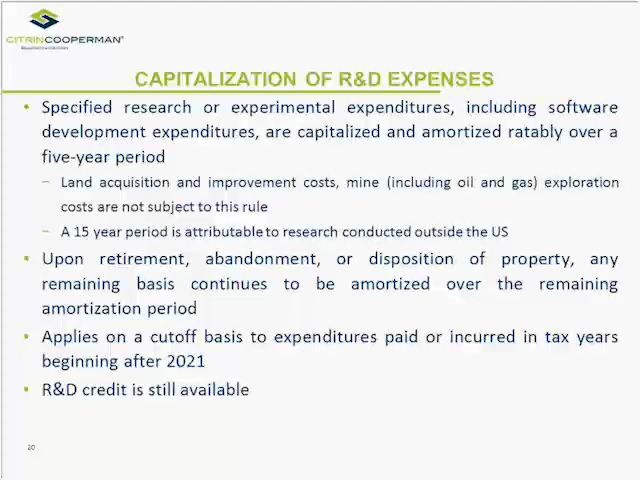 CITRINCOOPERMAN®
CAPITALIZATION OF R&D EXPENSES
• Specified research or experimental expenditures, including software
development expenditures, are capitalized and amortized ratably over a
five-year period
– Land acquisition and improvement costs, mine (including oil and gas) exploration
costs are not subject to this rule
– A 15 year period is attributable to research conducted outside the US
• Upon retirement, abandonment, or disposition of property, any
remaining basis continues to be amortized over the remaining
amortization period
• Applies on a cutoff basis to expenditures paid or incurred in tax years
beginning after 2021
• R&D credit is still available
20